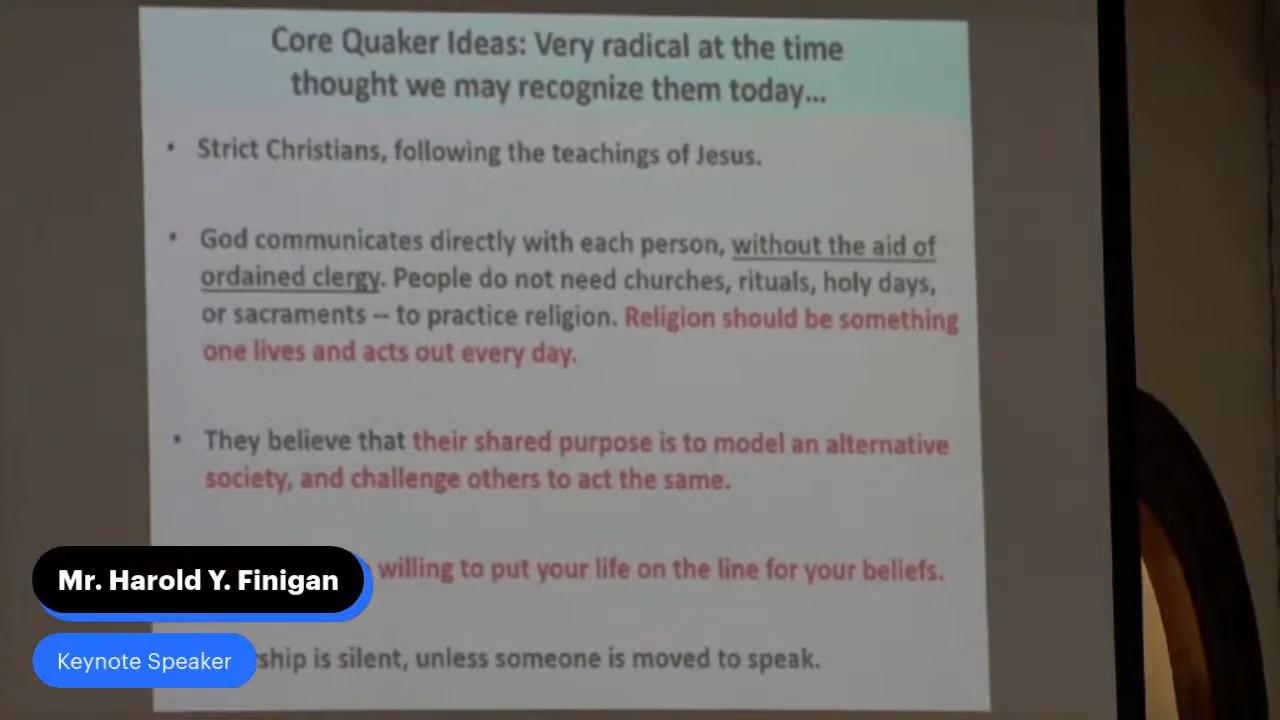 Core Quaker Ideas: Very radical at the time
thought we may recognize them today...
• Strict Christians, following the teachings of Jesus.
• God communicates directly with each person, without the aid of
ordained clergy. People do not need churches, rituals, holy days,
or sacraments – to practice religion. Religion should be something
one lives and acts out every day.
• They believe that their shared purpose is to model an alternative
society, and challenge others to act the same.
willing to put your life on the line for your beliefs.
Mr. Harold Y. Finigan
Keynote Speaker
ship is silent, unless someone is moved to speak.